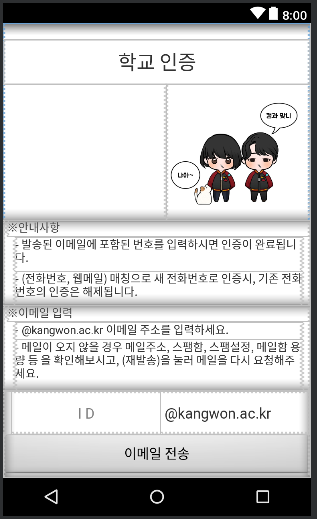 8:00
학교 인증
결과 맞니
나아~
※안내사항
- 발송된 이메일에 포함된 번호를 입력하시면 인증이 완료됩니
다.
- (전화번호, 웹메일) 매칭으로 새 전화번호로 인증시, 기존 전화
번호의 인증은 해제됩니다.
※이메일 입력
- @kangwon.ac.kr 이메일 주소를 입력하세요.
- 메일이 오지 않을 경우 메일주소, 스팸함, 스팸설정, 메일함 용
량 등 을 확인해보시고, (재발송)을 눌러 메일을 다시 요청해주
세요.
I D
@kangwon.ac.kr
이메일 전송